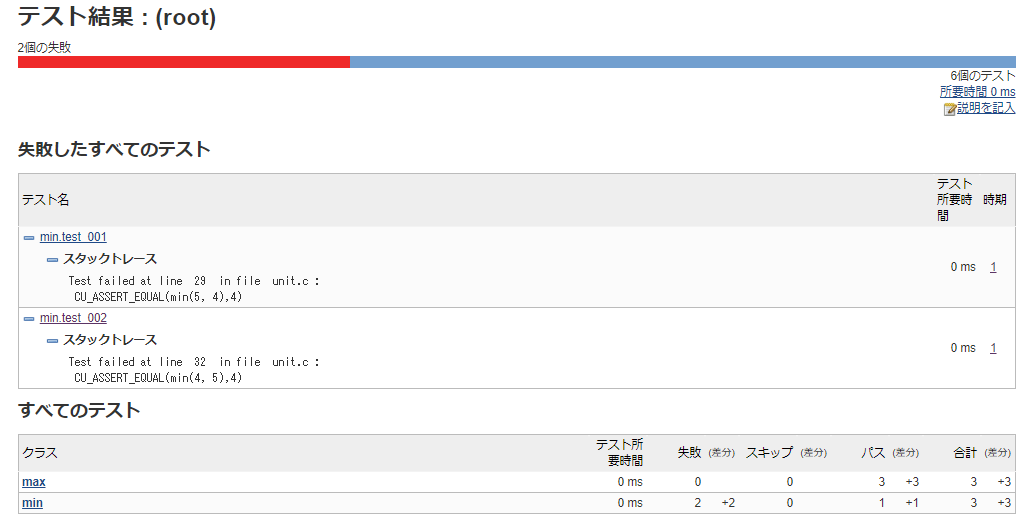 テスト結果 : (root)
2個の失敗
6個のテスト
所要時間 0 ms
説明を記入
失敗したすべてのテスト
テスト名 テスト所要時間 時期
min.test_001
スタックトレース
Test failed at line 29 in file unit.c :
CU_ASSERT_EQUAL(min(5, 4),4)
0 ms 1
min.test_002
スタックトレース
Test failed at line 32 in file unit.c :
CU_ASSERT_EQUAL(min(4, 5),4)
0 ms 1
すべてのテスト
クラス テスト所要時間 失敗 (差分) スキップ (差分) パス (差分) 合計 (差分)
max 0 ms 0 0 3 +3 3 +3
min 0 ms 2 +2 0 1 +1 3 +3